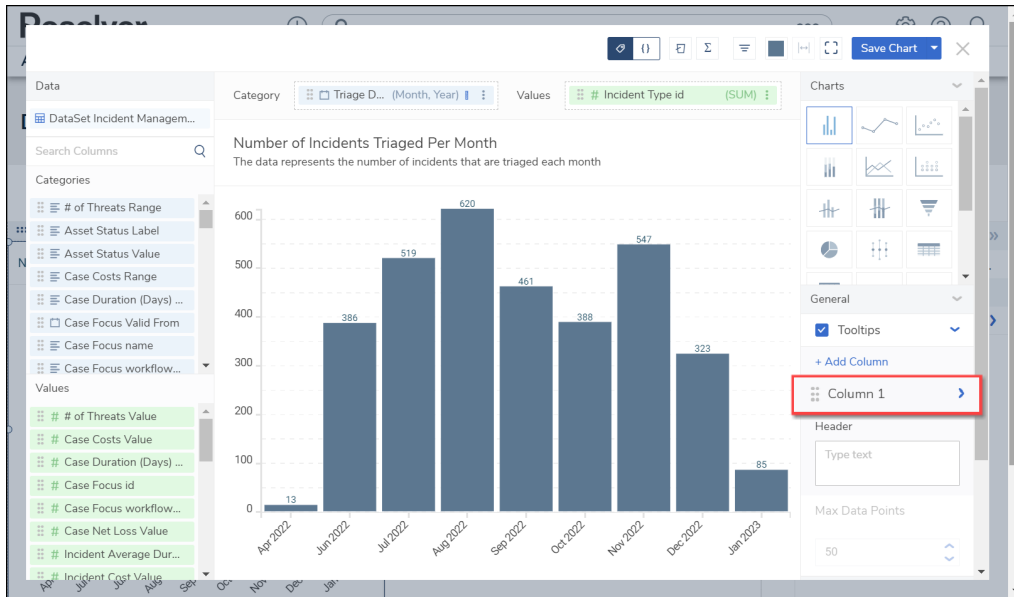 Resolver
Save Chart
Data
DataSet Incident Managem...
Search Columns
Categories
# of Threats Range
Asset Status Label
Asset Status Value
Case Costs Range
Case Duration (Days) ...
Case Focus Valid From
Case Focus name
Case Focus workflow...
Values
# # of Threats Value
# Case Costs Value
# Case Duration (Days) ...
# Case Focus id
# Case Focus workflow...
# Case Net Loss Value
# Incident Average Dur...
# Incident Cost Value
Category
Triage D... (Month, Year)
Values
# Incident Type id (SUM)
Number of Incidents Triaged Per Month
The data represents the number of incidents that are triaged each month
600
500
400
300
200
100
0
13
386
519
620
461
388
547
323
85
Apr 2022
Jun 2022
Jul 2022
Aug 2022
Sep 2022
Oct 2022
Nov 2022
Dec 2022
Jan 2023
Charts
General
Tooltips
+ Add Column
Column 1
Header
Type text
Max Data Points
50